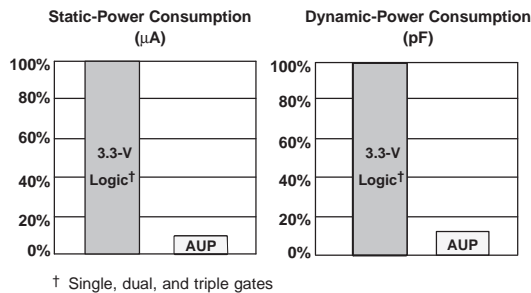 Static-Power Consumption
(μA)
100%
80%
60%
40%
20%
0%
3.3-V
Logic†
AUP
Dynamic-Power Consumption
(pF)
100%
80%
60%
40%
20%
0%
3.3-V
Logic†
AUP
† Single, dual, and triple gates